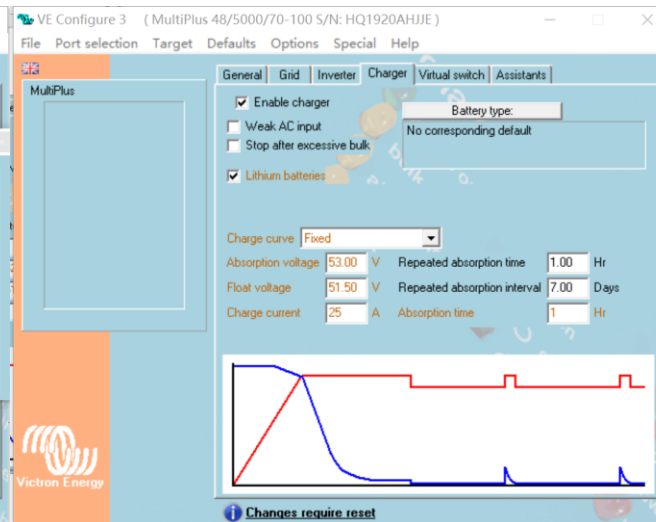 VE Configure 3 ( MultiPlus 48/5000/70-100 S/N: HQ1920AHJJE )
File Port selection Target Defaults Options Special Help
MultiPlus
General Grid Inverter Charger Virtual switch Assistants
Enable charger
Battery type:
Weak AC input
No corresponding default
Stop after excessive bulk
Lithium batteries
Charge curve Fixed
Absorption voltage 53.00 V Repeated absorption time 1.00 Hr
Float voltage 51.50 V Repeated absorption interval 7.00 Days
Charge current 25 A Absorption time 1 Hr
Victron Energy
Changes require reset